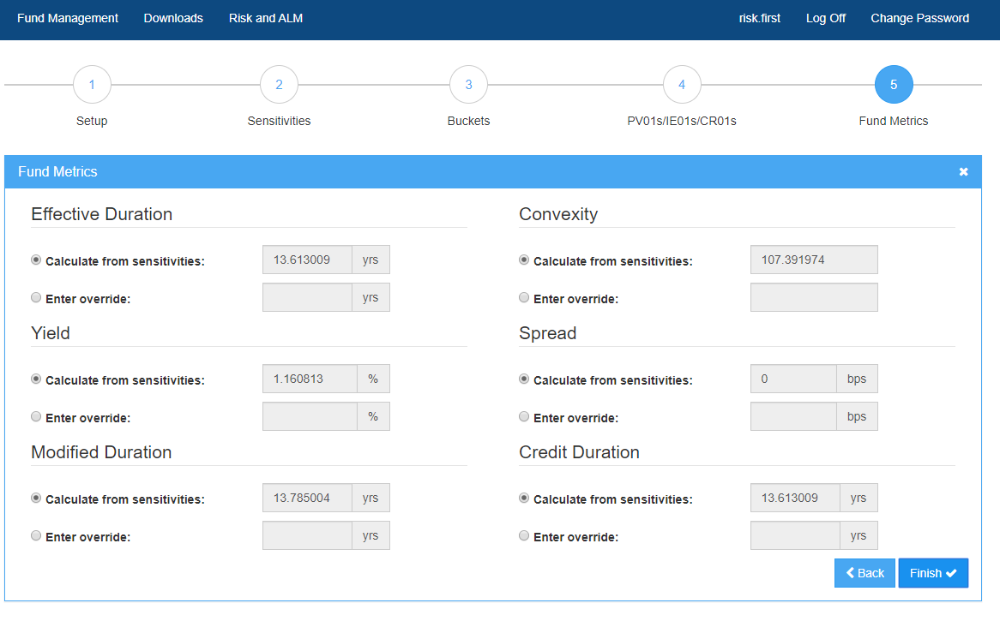 Fund Management Downloads Risk and ALM risk.first Log Off Change Password
1 2 3 4 5
Setup Sensitivities Buckets PV01s/IE01s/CR01s Fund Metrics
Fund Metrics
Effective Duration Convexity
Calculate from sensitivities: 13.613009 yrs Calculate from sensitivities: 107.391974
Enter override: yrs Enter override:
Yield Spread
Calculate from sensitivities: 1.160813 % Calculate from sensitivities: 0 bps
Enter override: % Enter override: bps
Modified Duration Credit Duration
Calculate from sensitivities: 13.785004 yrs Calculate from sensitivities: 13.613009 yrs
Enter override: yrs Enter override: yrs
Back Finish